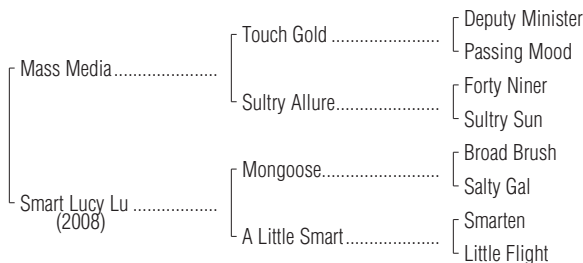 Deputy Minister
Touch Gold ....................
Passing Mood
Mass Media...................
Forty Niner
Sultry Allure...................
Sultry Sun
Broad Brush
Mongoose......................
Salty Gal
Smart Lucy Lu ................
(2008)
Smarten
A Little Smart.................
Little Flight